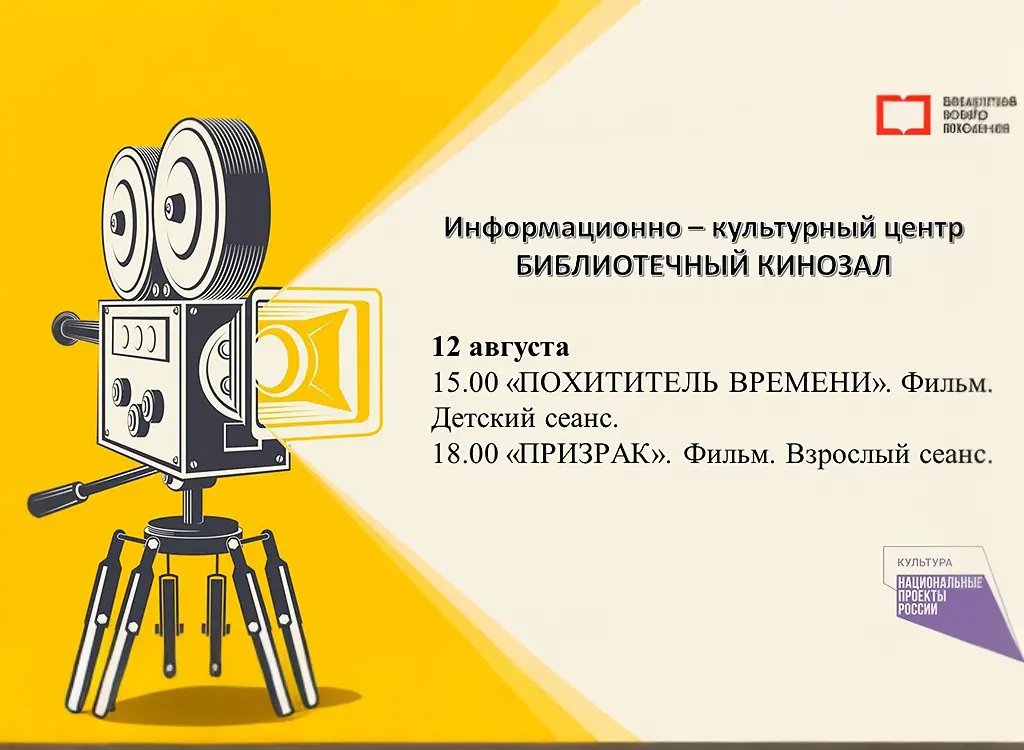 Информационно – культурный центр
БИБЛИОТЕЧНЫЙ КИНОЗАЛ
12 августа
15.00 «ПОХИТИТЕЛЬ ВРЕМЕНИ». Фильм.
Детский сеанс.
18.00 «ПРИЗРАК». Фильм. Взрослый сеанс.
КУЛЬТУРА
НАЦИОНАЛЬНЫЕ
ПРОЕКТЫ
РОССИИ